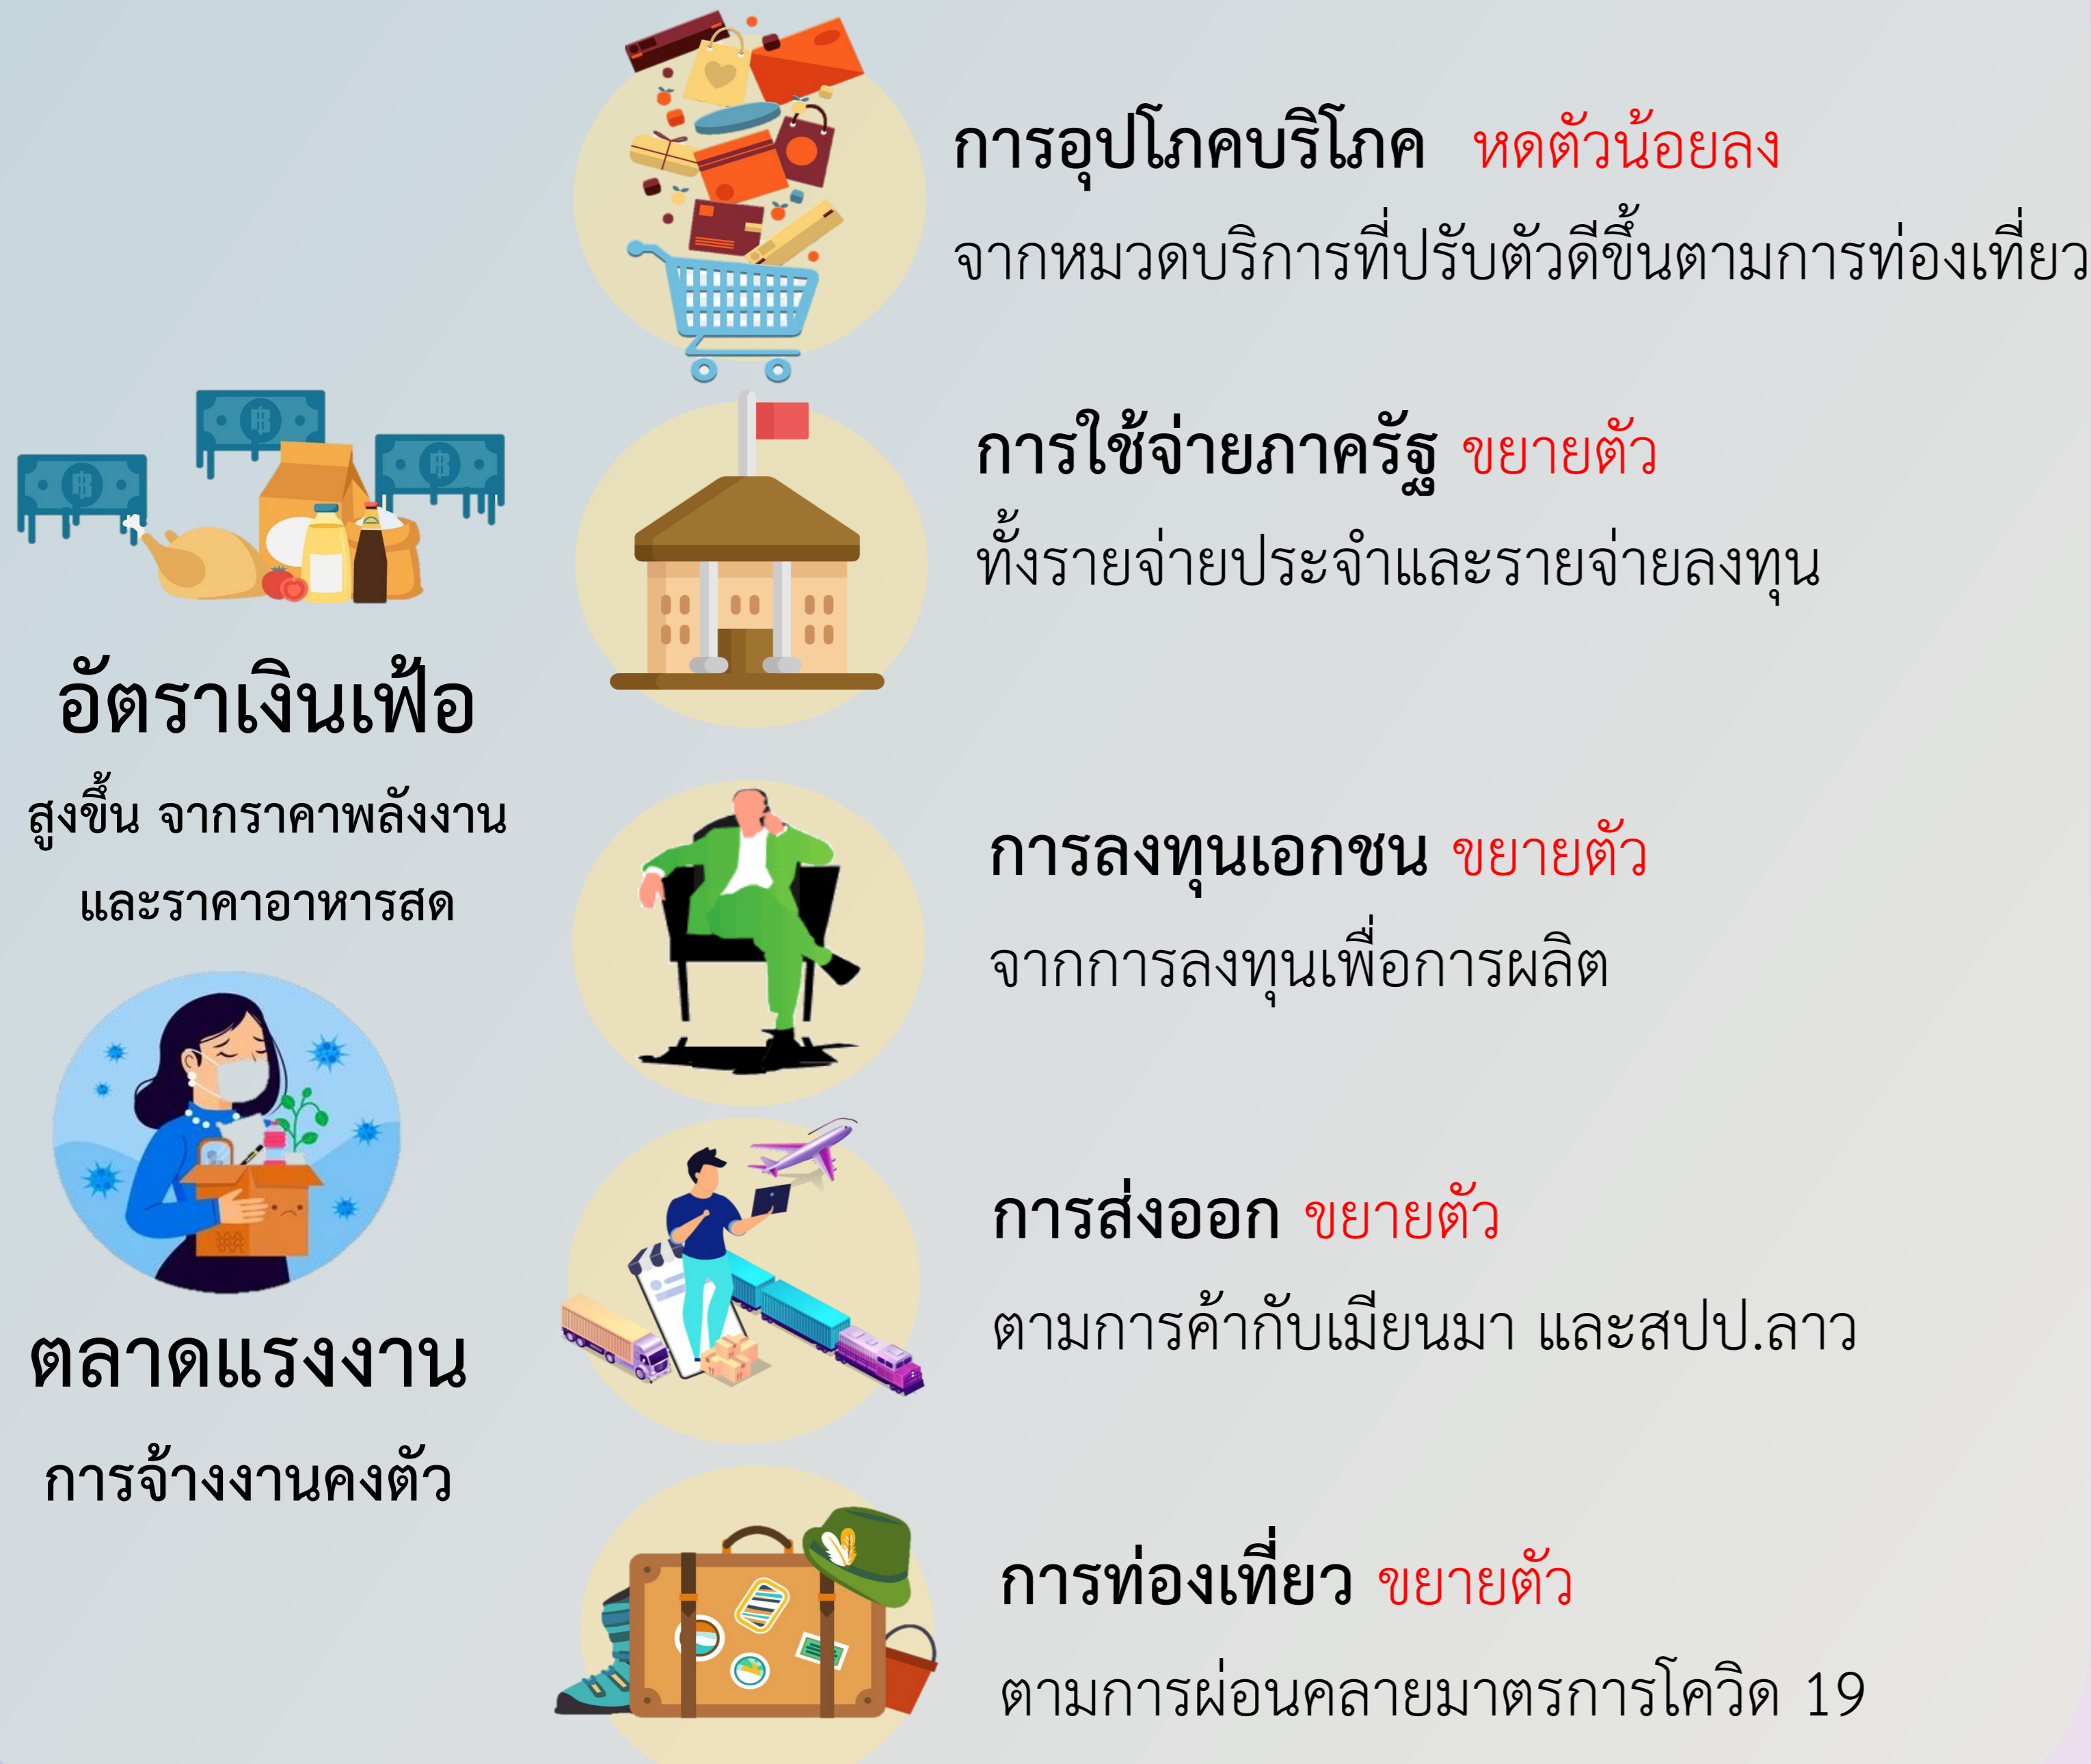 การอุปโภคบริโภค หดตัวน้อยลง
จากหมวดบริการที่ปรับตัวดีขึ้นตามการท่องเที่ยว
การใช้จ่ายภาครัฐ ขยายตัว
ทั้งรายจ่ายประจำและรายจ่ายลงทุน
อัตราเงินเฟ้อ
สูงขึ้น จากราคาพลังงาน
และราคาอาหารสด
การลงทุนเอกชน ขยายตัว
จากการลงทุนเพื่อการผลิต
การส่งออก ขยายตัว
ตามการค้ากับเมียนมา และสปป.ลาว
ตลาดแรงงาน
การจ้างงานคงตัว
การท่องเที่ยว ขยายตัว
ตามการผ่อนคลายมาตรการโควิด 19